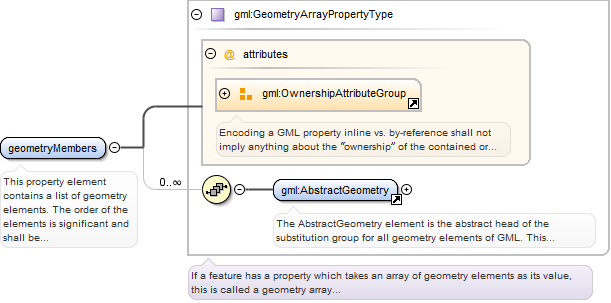 gml:GeometryArrayPropertyType
@ attributes
gml:OwnershipAttributeGroup
Encoding a GML property inline vs. by-reference shall not
imply anything about the “ownership” of the contained or...
geometryMembers
This property element
contains a list of geometry
elements. The order of the
elements is significant and
shall be...
0..∞
gml:AbstractGeometry
The AbstractGeometry element is the abstract head of the
substitution group for all geometry elements of GML. This...
If a feature has a property which takes an array of geometry elements as its value,
this is called a geometry array...